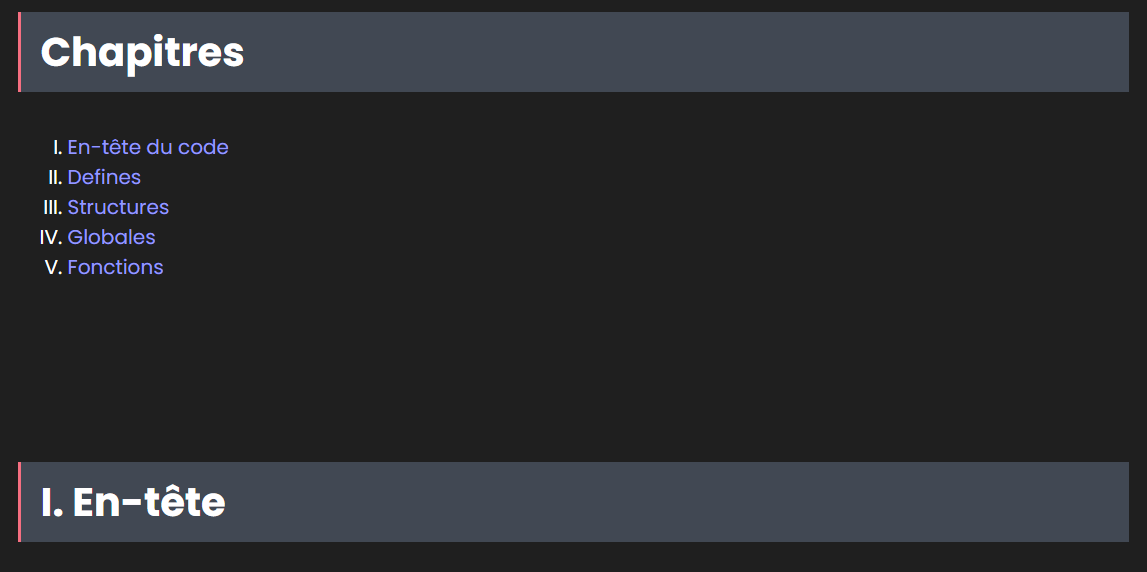 Chapitres
I. En-tête du code
II. Defines
III. Structures
IV. Globales
V. Fonctions
I. En-tête